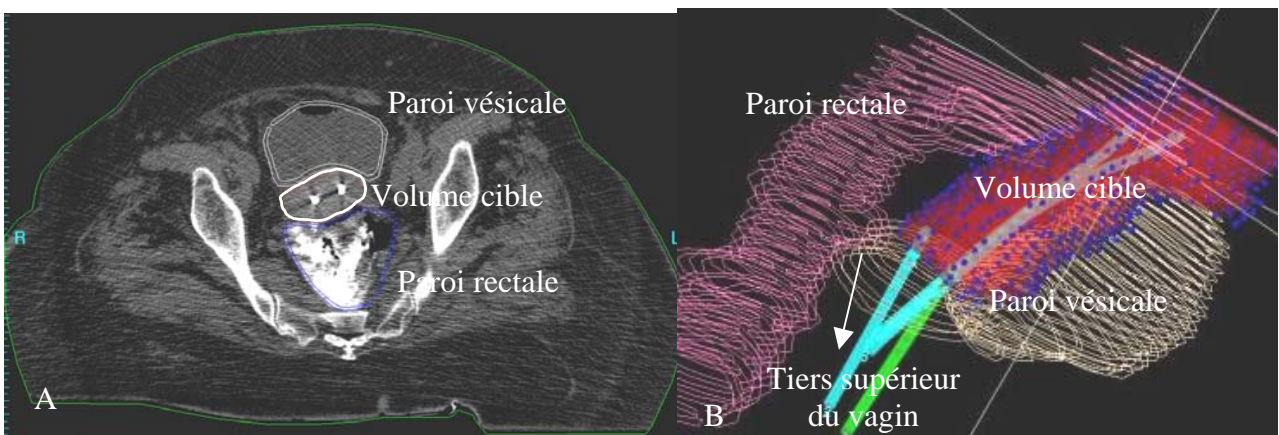 Paroi vésicale
Volume cible
Paroi rectale
R
L
A
Paroi rectale
Volume cible
Paroi vésicale
Tiers supérieur
du vagin
B